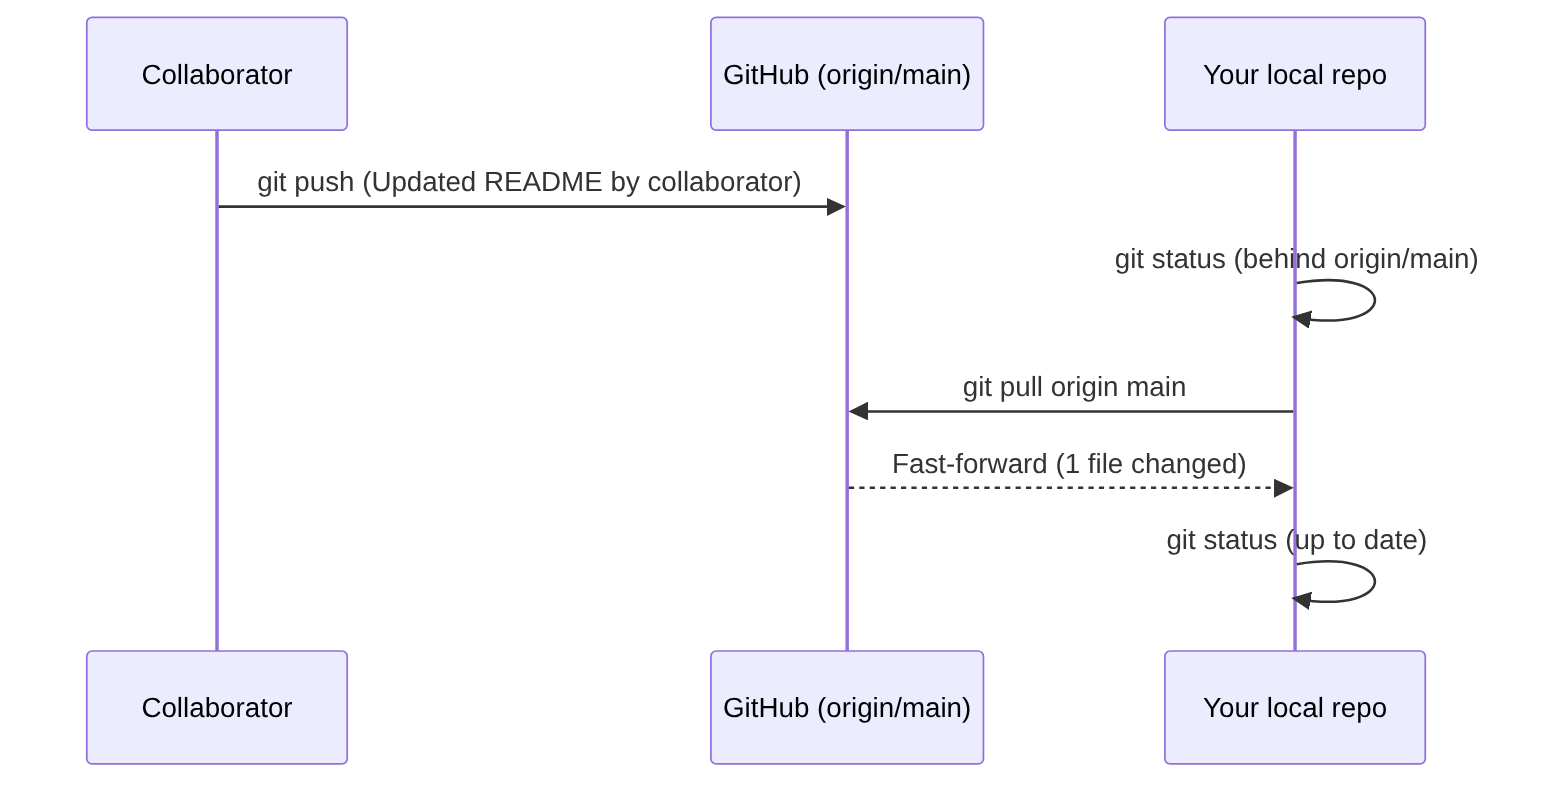 Collaborator
GitHub (origin/main)
Your local repo
git push (Updated README by collaborator)
git status (behind origin/main)
git pull origin main
Fast-forward (1 file changed)
git status (up to date)
Collaborator
GitHub (origin/main)
Your local repo